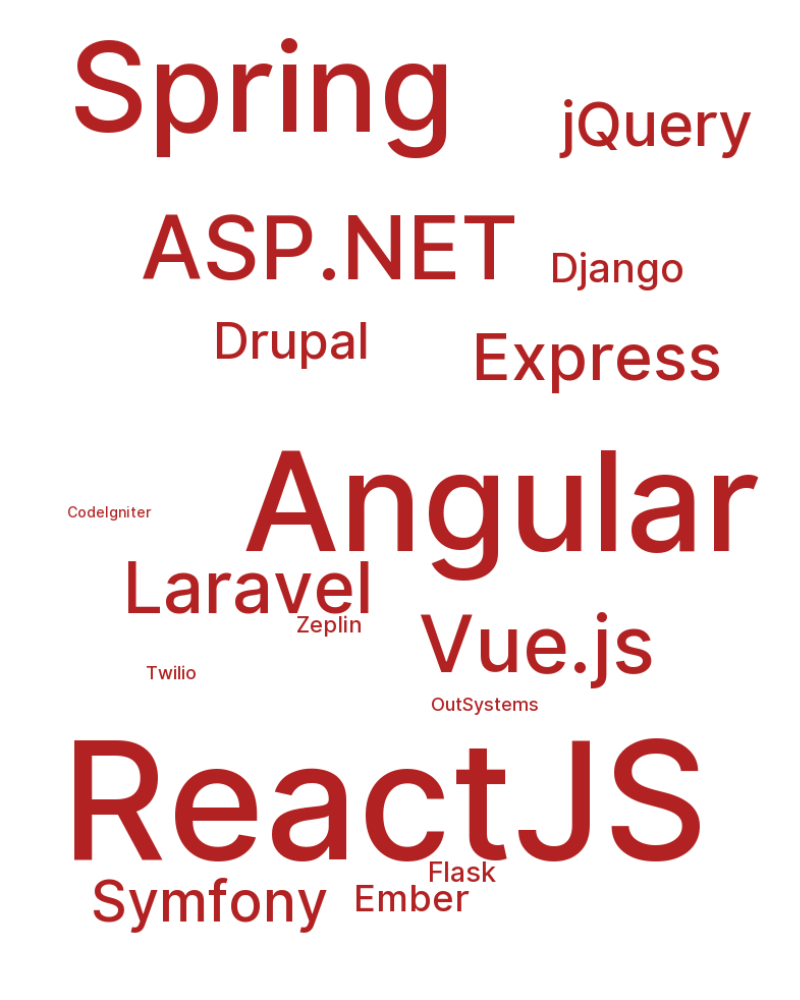 Spring
jQuery
ASP.NET
Django
Drupal
Express
Angular
CodeIgniter
Laravel
Zeplin
Vue.js
Twilio
OutSystems
ReactJS
Flask
Symfony
Ember